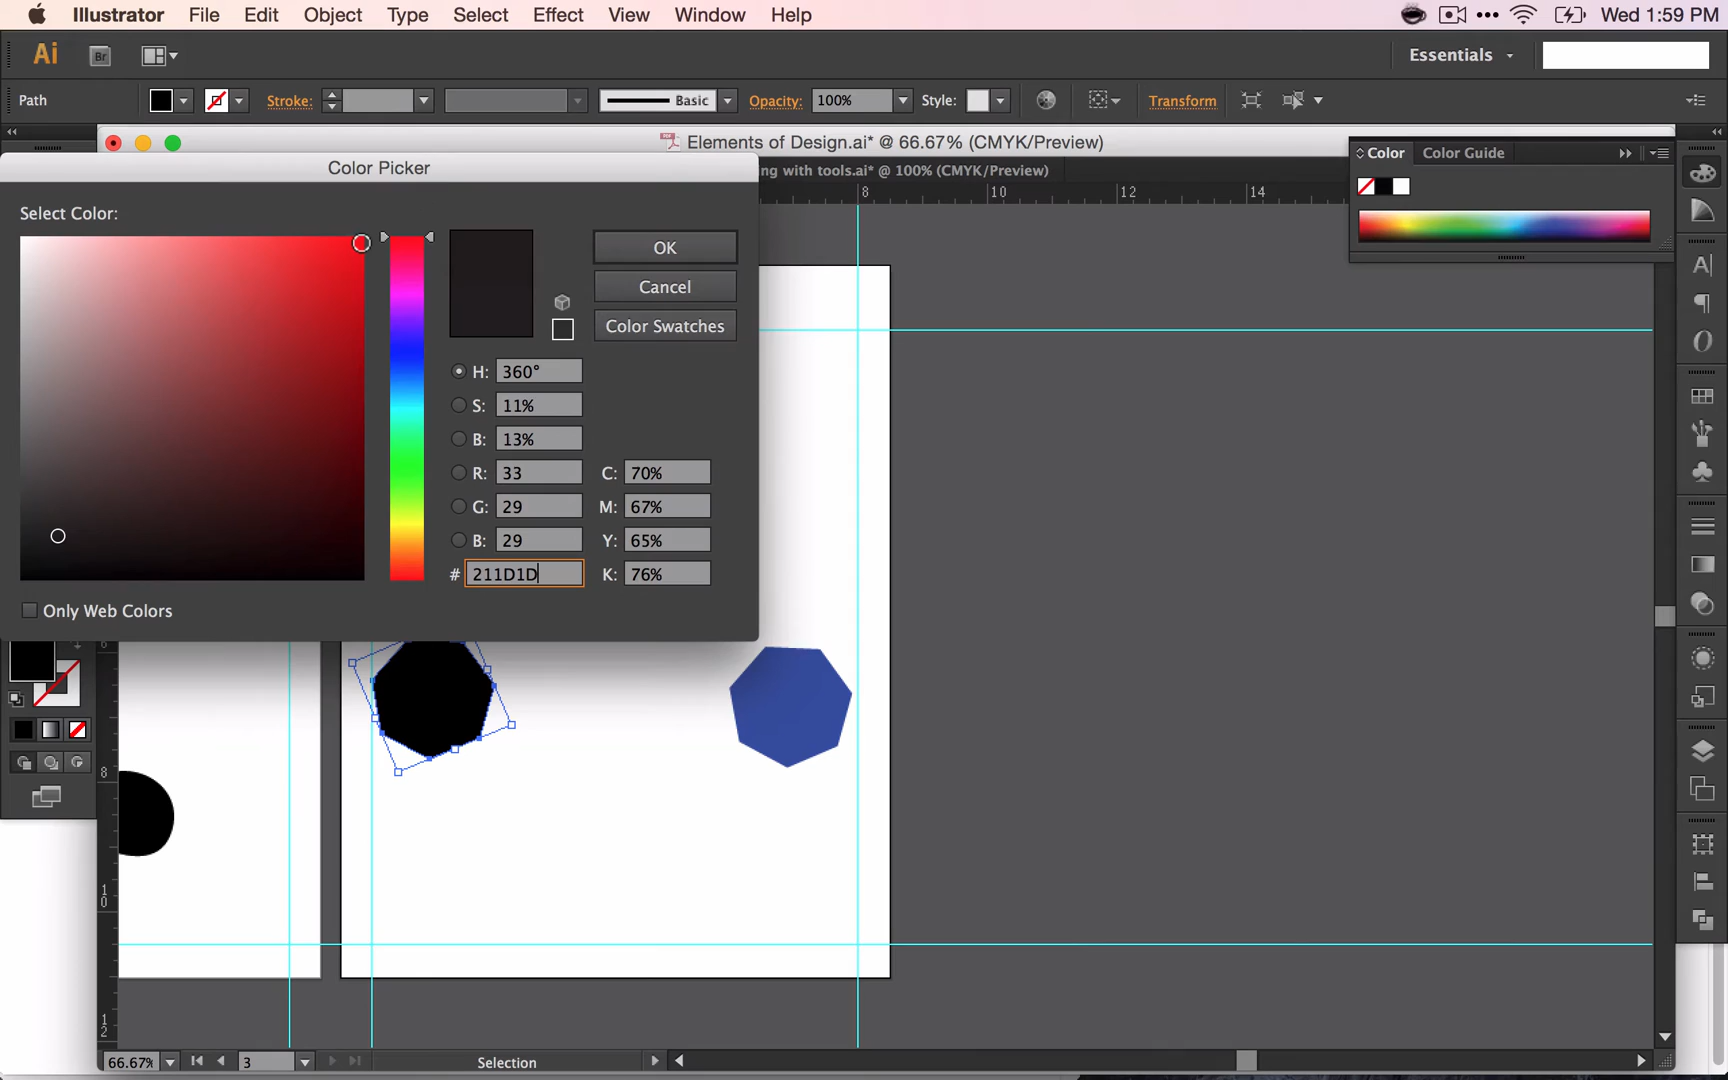 Illustrator File Edit Object Type Select Effect View Window Help Wed 1:59 PM
Ai Br Essentials
Path Stroke: Basic Opacity: 100% Style: Transform
Elements of Design.ai* @ 66.67% (CMYK/Preview)
Color Picker
ng with tools.ai* @ 100% (CMYK/Preview)
Color Color Guide
8 10 12 14
Select Color:
OK
Cancel
Color Swatches
H: 360°
S: 11%
B: 13%
R: 33 C: 70%
G: 29 M: 67%
B: 29 Y: 65%
# 211D1D K: 76%
Only Web Colors
8
10
12
66.67% 3 Selection